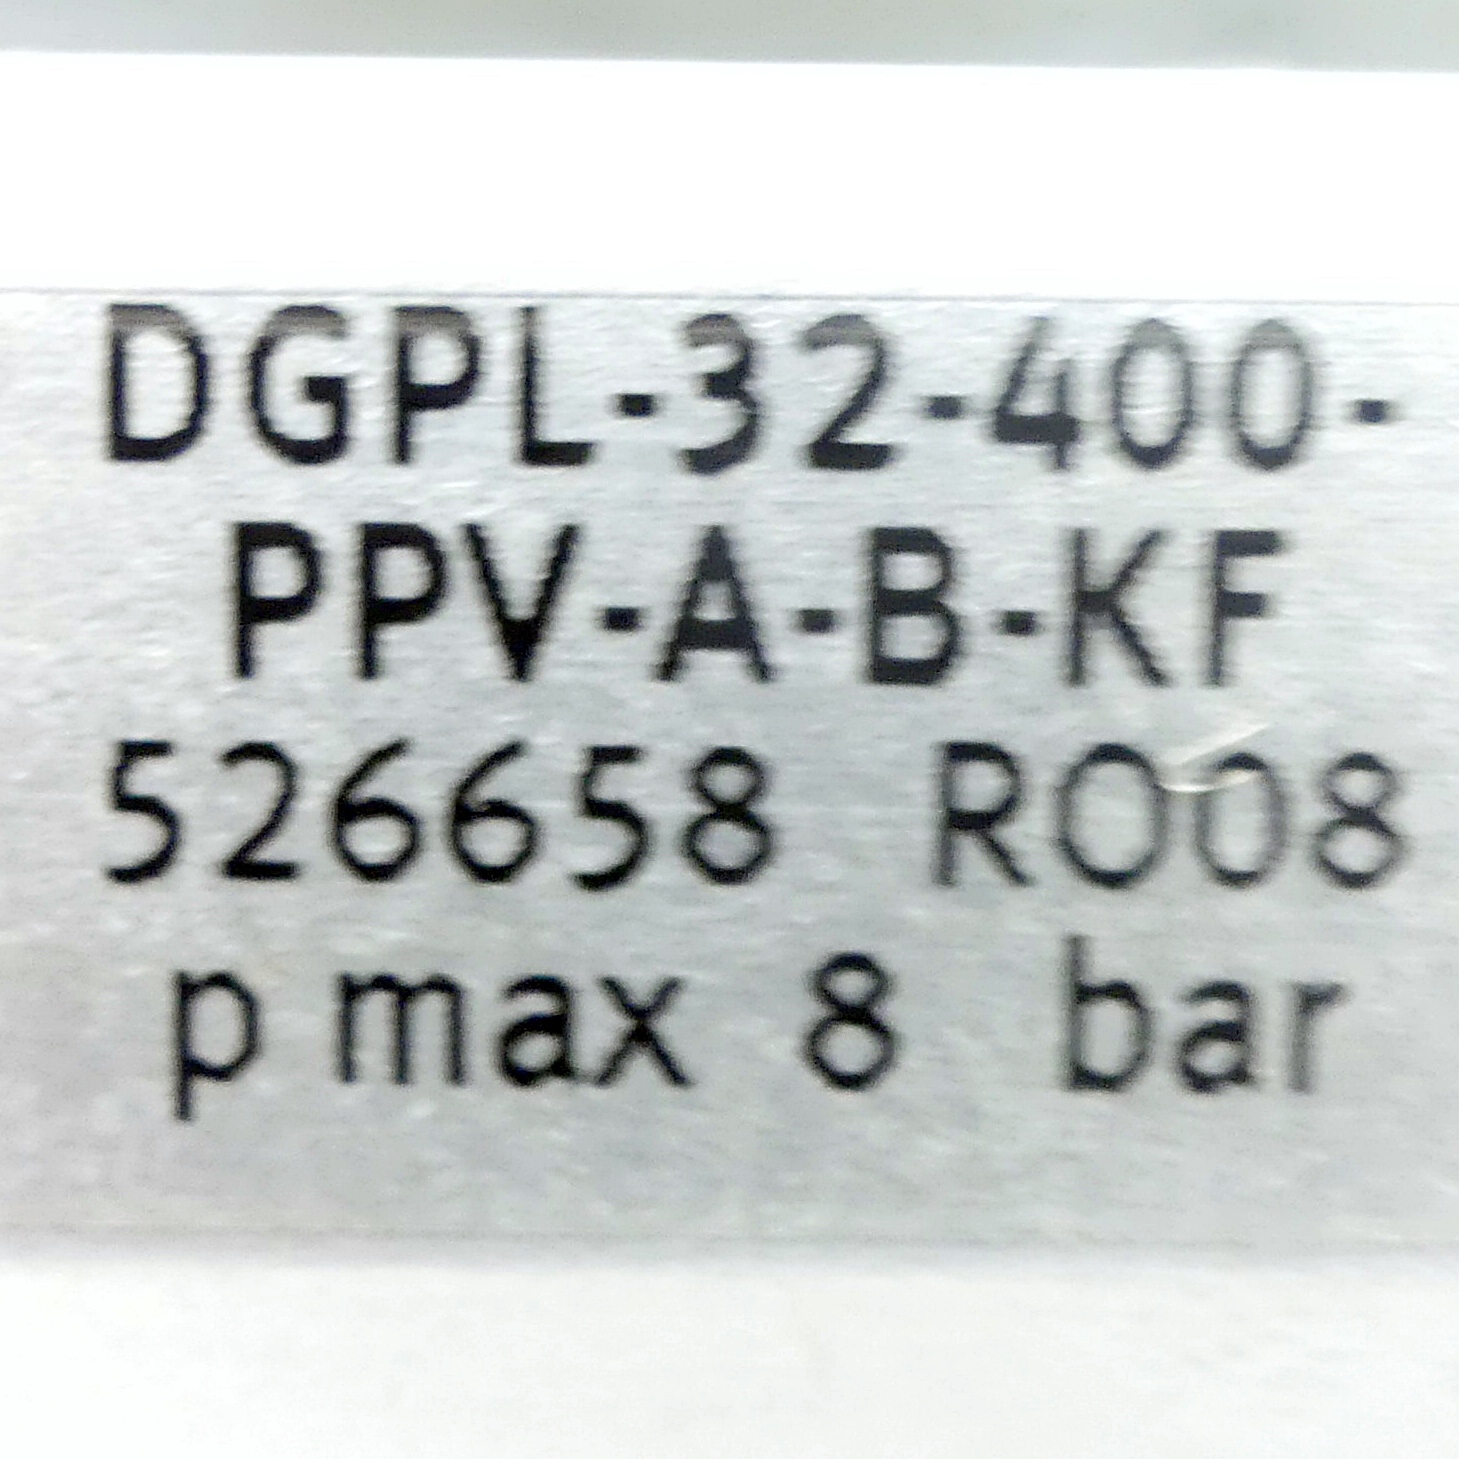 DGPL-32-400-
PPV-A-B-KF
526658 RO08
p max 8 bar